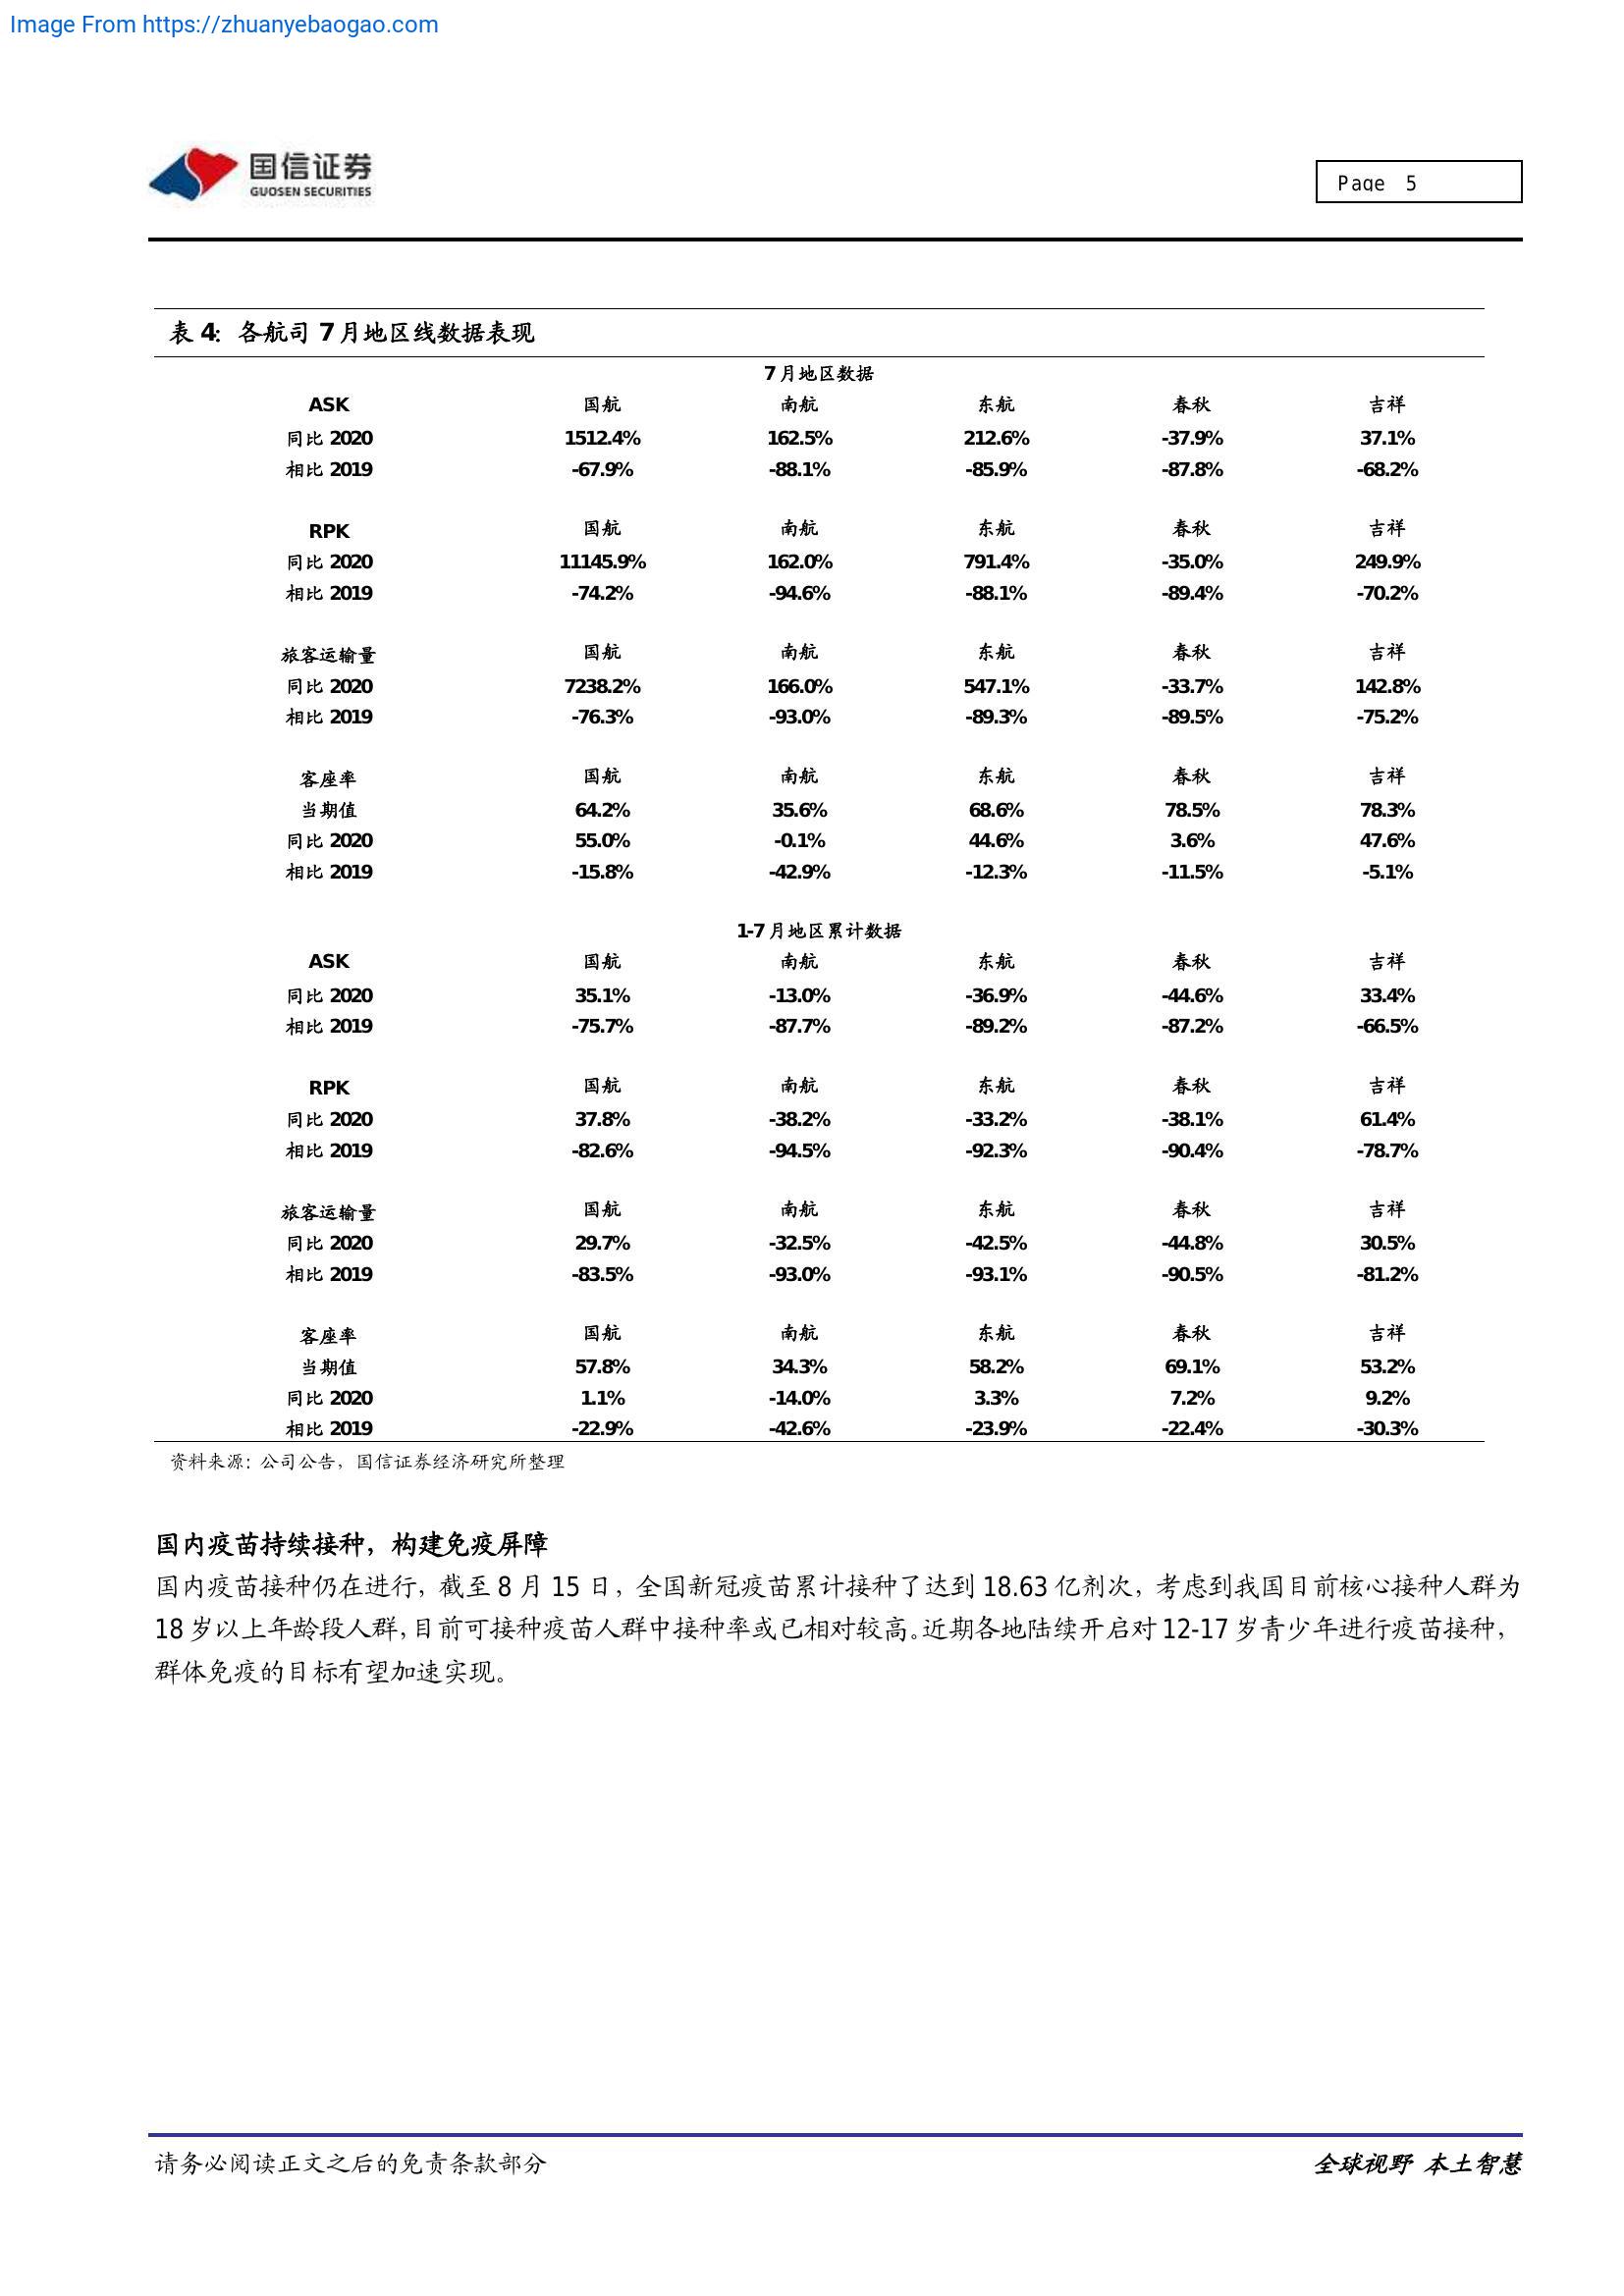 Image From https://zhuanyebaogao.com
国信证券
GUOSEN SECURITIES
Page 5
表 4: 各航司 7 月地区线数据表现
7 月地区数据
ASK 国航 南航 东航 春秋 吉祥
同比 2020 1512.4% 162.5% 212.6% -37.9% 37.1%
相比 2019 -67.9% -88.1% -85.9% -87.8% -68.2%
RPK 国航 南航 东航 春秋 吉祥
同比 2020 11145.9% 162.0% 791.4% -35.0% 249.9%
相比 2019 -74.2% -94.6% -88.1% -89.4% -70.2%
旅客运输量 国航 南航 东航 春秋 吉祥
同比 2020 7238.2% 166.0% 547.1% -33.7% 142.8%
相比 2019 -76.3% -93.0% -89.3% -89.5% -75.2%
客座率 国航 南航 东航 春秋 吉祥
当期值 64.2% 35.6% 68.6% 78.5% 78.3%
同比 2020 55.0% -0.1% 44.6% 3.6% 47.6%
相比 2019 -15.8% -42.9% -12.3% -11.5% -5.1%
1-7 月地区累计数据
ASK 国航 南航 东航 春秋 吉祥
同比 2020 35.1% -13.0% -36.9% -44.6% 33.4%
相比 2019 -75.7% -87.7% -89.2% -87.2% -66.5%
RPK 国航 南航 东航 春秋 吉祥
同比 2020 37.8% -38.2% -33.2% -38.1% 61.4%
相比 2019 -82.6% -94.5% -92.3% -90.4% -78.7%
旅客运输量 国航 南航 东航 春秋 吉祥
同比 2020 29.7% -32.5% -42.5% -44.8% 30.5%
相比 2019 -83.5% -93.0% -93.1% -90.5% -81.2%
客座率 国航 南航 东航 春秋 吉祥
当期值 57.8% 34.3% 58.2% 69.1% 53.2%
同比 2020 1.1% -14.0% 3.3% 7.2% 9.2%
相比 2019 -22.9% -42.6% -23.9% -22.4% -30.3%
资料来源: 公司公告，国信证券经济研究所整理
国内疫苗持续接种，构建免疫屏障
国内疫苗接种仍在进行，截至 8 月 15 日，全国新冠疫苗累计接种了达到 18.63 亿剂次，考虑到我国目前核心接种人群为
18 岁以上年龄段人群，目前可接种疫苗人群中接种率或已相对较高。近期各地陆续开启对 12-17 岁青少年进行疫苗接种，
群体免疫的目标有望加速实现。
请务必阅读正文之后的免责条款部分 全球视野 本土智慧